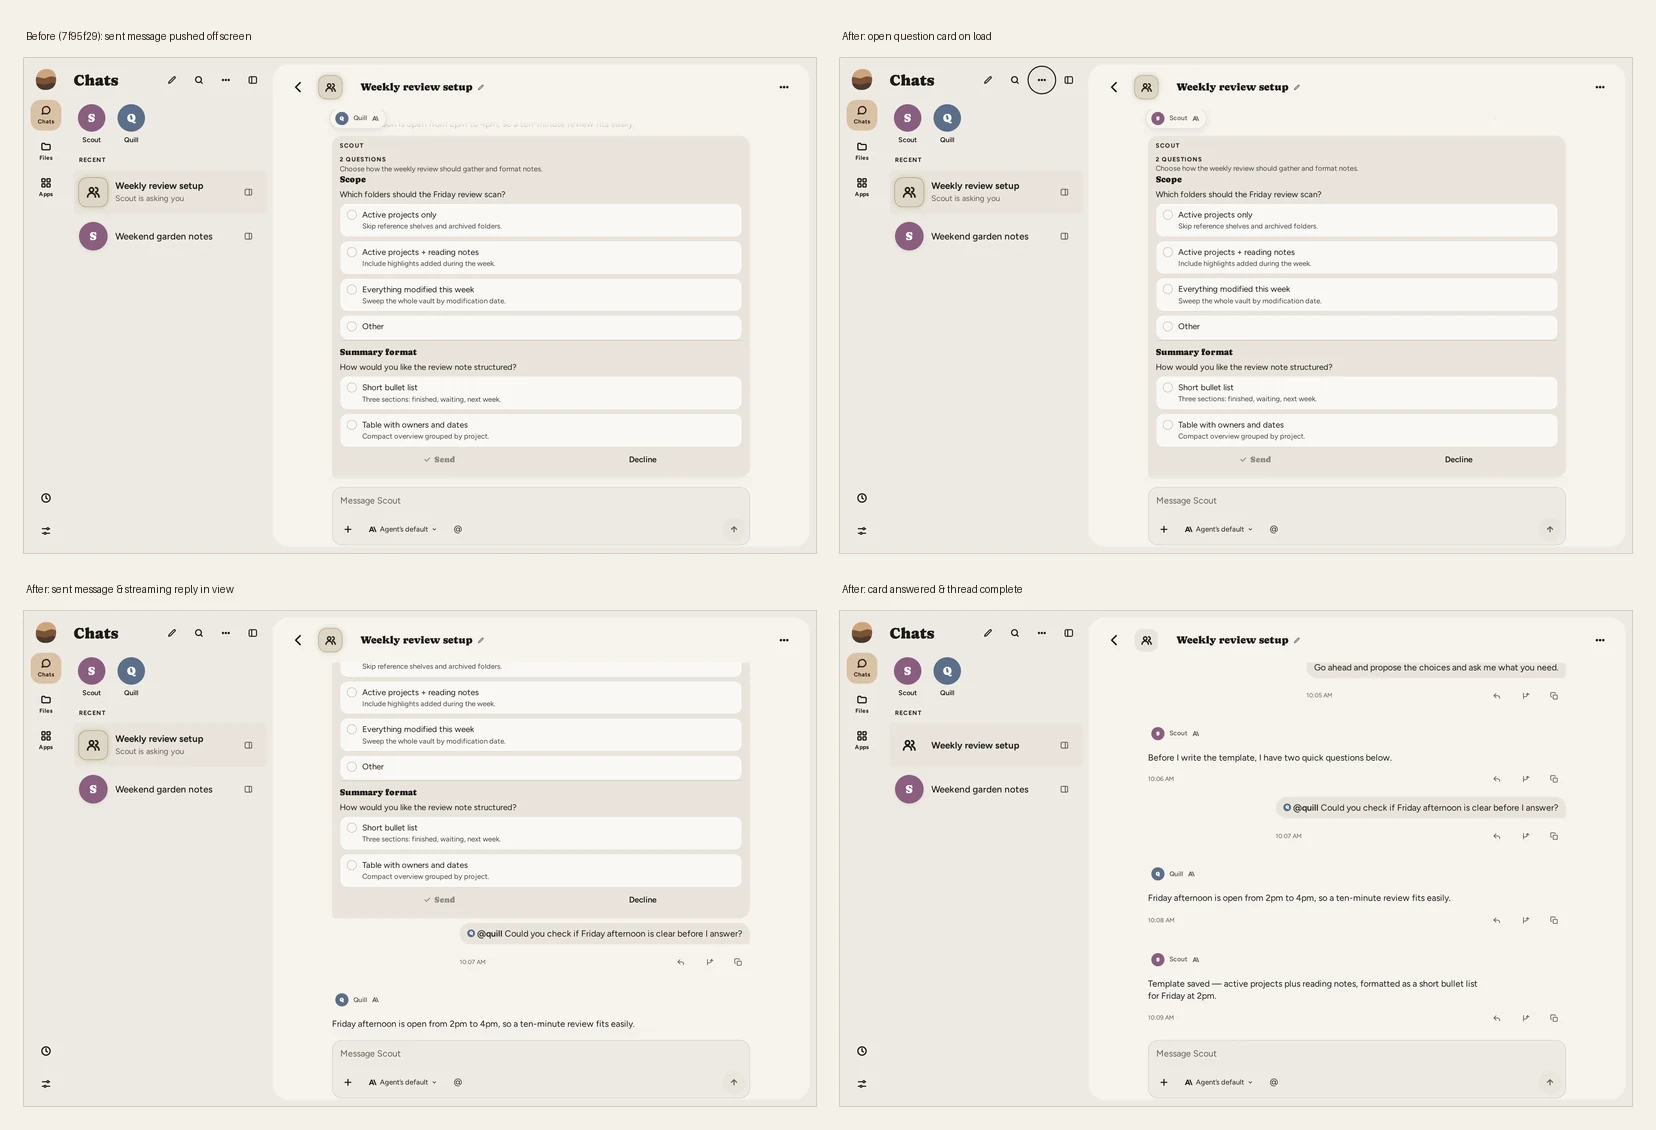 Before (7f95f29): sent message pushed off screen
Chats
Chats
Files
Apps
S
Scout
Q
Quill
RECENT
Weekly review setup
Scout is asking you
S
Weekend garden notes
Weekly review setup
Q Quill
is open from 2pm to 4pm, so a ten-minute review fits easily.
SCOUT
2 QUESTIONS
Choose how the weekly review should gather and format notes.
Scope
Which folders should the Friday review scan?
Active projects only
Skip reference shelves and archived folders.
Active projects + reading notes
Include highlights added during the week.
Everything modified this week
Sweep the whole vault by modification date.
Other
Summary format
How would you like the review note structured?
Short bullet list
Three sections: finished, waiting, next week.
Table with owners and dates
Compact overview grouped by project.
Send
Decline
Message Scout
Agent's default
@
After: open question card on load
Chats
Chats
Files
Apps
S
Scout
Q
Quill
RECENT
Weekly review setup
Scout is asking you
S
Weekend garden notes
Weekly review setup
S Scout
SCOUT
2 QUESTIONS
Choose how the weekly review should gather and format notes.
Scope
Which folders should the Friday review scan?
Active projects only
Skip reference shelves and archived folders.
Active projects + reading notes
Include highlights added during the week.
Everything modified this week
Sweep the whole vault by modification date.
Other
Summary format
How would you like the review note structured?
Short bullet list
Three sections: finished, waiting, next week.
Table with owners and dates
Compact overview grouped by project.
Send
Decline
Message Scout
Agent's default
@
After: sent message & streaming reply in view
Chats
Chats
Files
Apps
S
Scout
Q
Quill
RECENT
Weekly review setup
Scout is asking you
S
Weekend garden notes
Weekly review setup
Skip reference shelves and archived folders.
Active projects + reading notes
Include highlights added during the week.
Everything modified this week
Sweep the whole vault by modification date.
Other
Summary format
How would you like the review note structured?
Short bullet list
Three sections: finished, waiting, next week.
Table with owners and dates
Compact overview grouped by project.
Send
Decline
@quill Could you check if Friday afternoon is clear before I answer?
10:07 AM
Q Quill
Friday afternoon is open from 2pm to 4pm, so a ten-minute review fits easily.
Message Scout
Agent's default
@
After: card answered & thread complete
Chats
Chats
Files
Apps
S
Scout
Q
Quill
RECENT
Weekly review setup
S
Weekend garden notes
Weekly review setup
Go ahead and propose the choices and ask me what you need.
10:05 AM
S Scout
Before I write the template, I have two quick questions below.
10:06 AM
@quill Could you check if Friday afternoon is clear before I answer?
10:07 AM
Q Quill
Friday afternoon is open from 2pm to 4pm, so a ten-minute review fits easily.
10:08 AM
S Scout
Template saved — active projects plus reading notes, formatted as a short bullet list
for Friday at 2pm.
10:09 AM
Message Scout
Agent's default
@